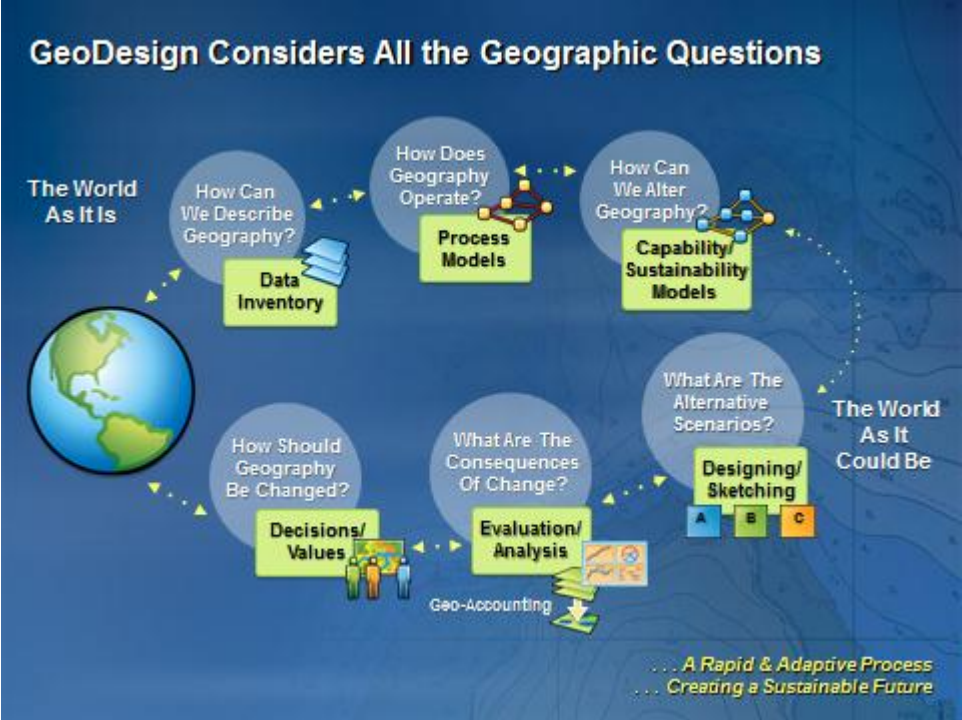 GeoDesign Considers All the Geographic Questions
The World
As It Is
How Can
We Describe
Geography?
Data
Inventory
How Does
Geography
Operate?
Process
Models
How Can
We Alter
Geography?
Capability/
Sustainability
Models
The World
As It
Could Be
What Are The
Alternative
Scenarios?
Designing/
Sketching
A B C
What Are The
Consequences
Of Change?
Evaluation/
Analysis
Geo-Accounting
How Should
Geography
Be Changed?
Decisions/
Values
. . . A Rapid & Adaptive Process
. . . Creating a Sustainable Future